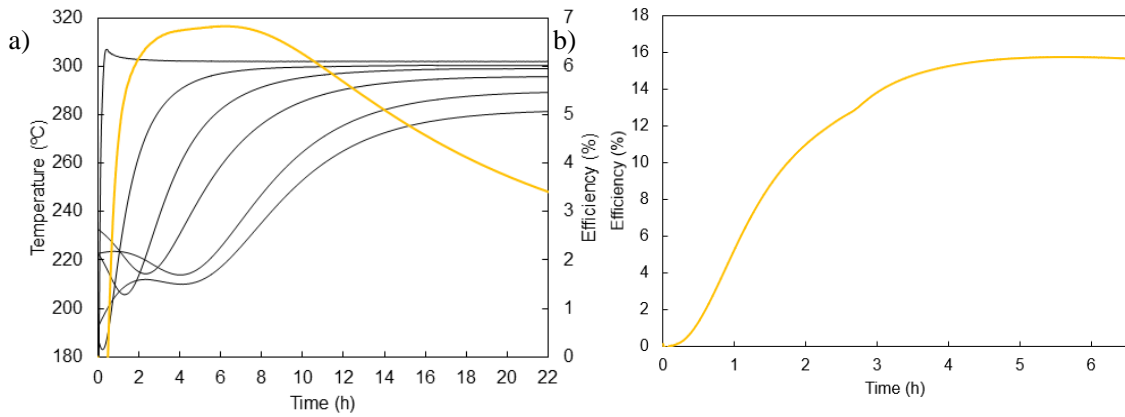 a)
Temperature (ºC)
320
300
280
260
240
220
200
180
0 2 4 6 8 10 12 14 16 18 20 22
Time (h)
7
6
5
4
3
2
1
0
Efficiency (%)
b)
Efficiency (%)
18
16
14
12
10
8
6
4
2
0
0 1 2 3 4 5 6
Time (h)